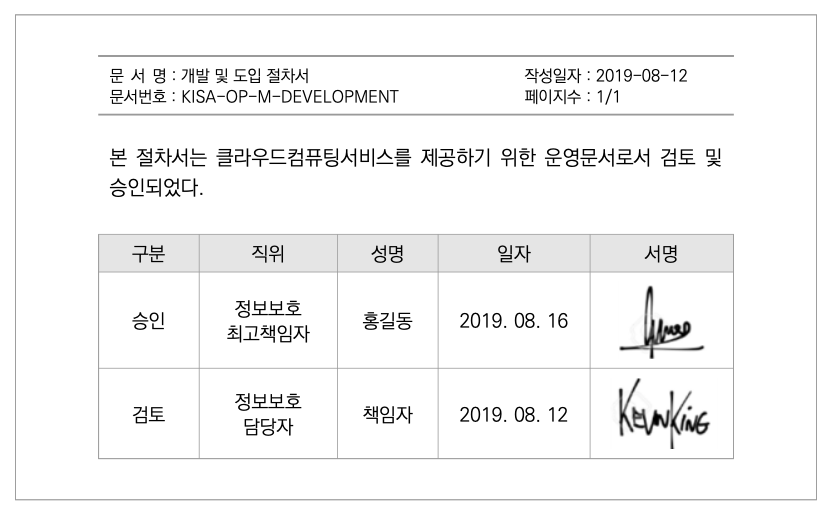 문 서 명 : 개발 및 도입 절차서
작성일자 : 2019-08-12
문서번호 : KISA-OP-M-DEVELOPMENT
페이지수 : 1/1
본 절차서는 클라우드컴퓨팅서비스를 제공하기 위한 운영문서로서 검토 및
승인되었다.
구분 직위 성명 일자 서명
승인 정보보호 최고책임자 홍길동 2019. 08. 16
검토 정보보호 담당자 책임자 2019. 08. 12 KEVINKING